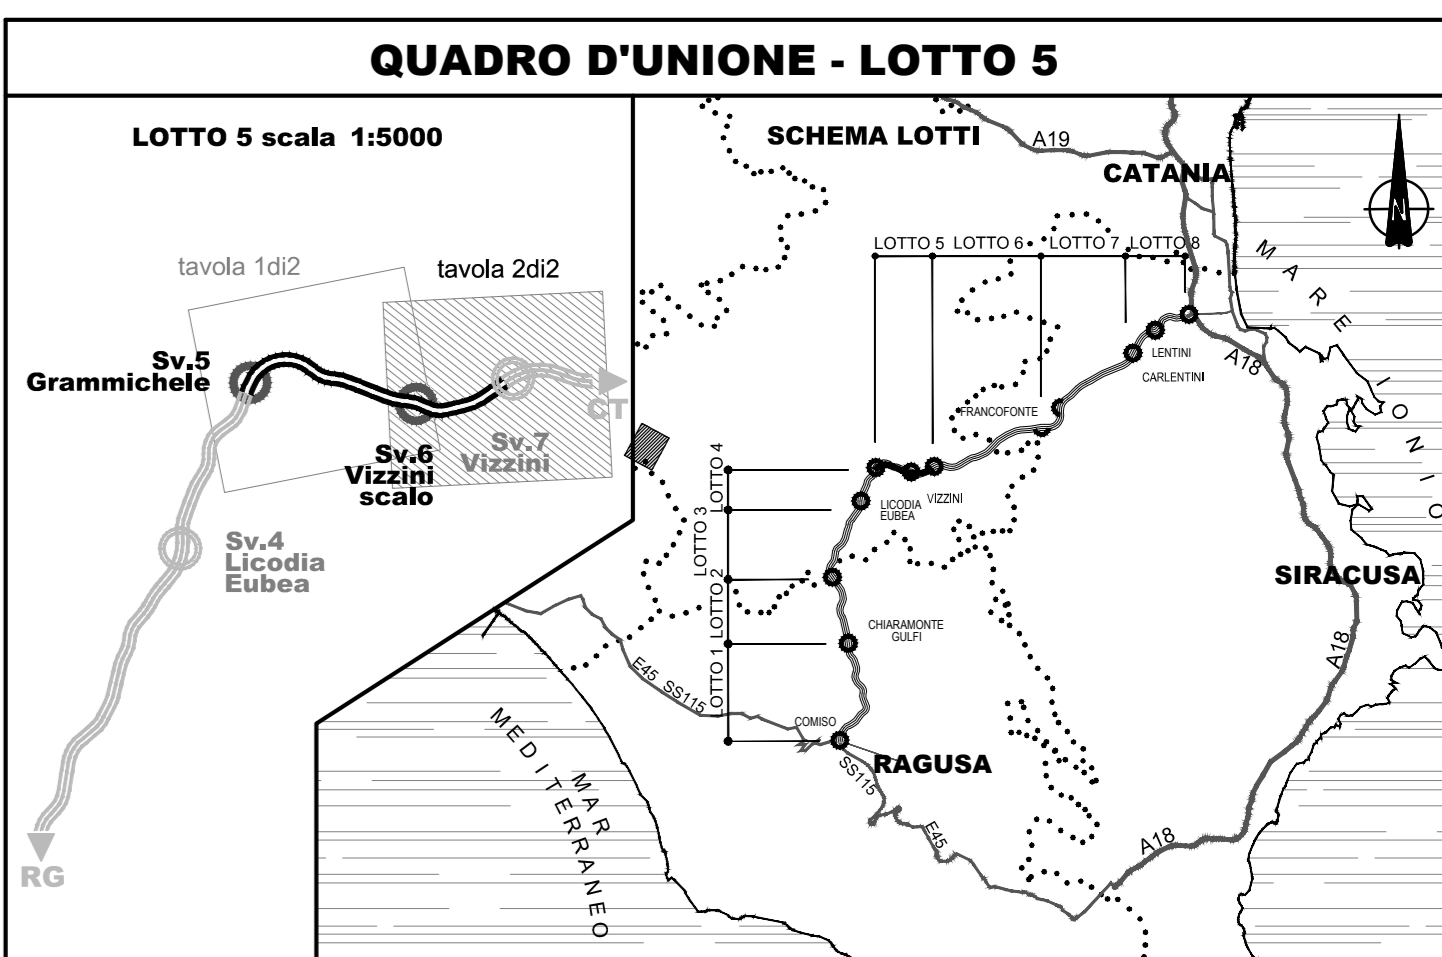 QUADRO D'UNIONE - LOTTO 5
LOTTO 5 scala 1:5000
tavola 1di2
tavola 2di2
Sv.5
Grammichele
Sv.6
Vizzini
scalo
Sv.7
Vizzini
CT
Sv.4
Licodia
Eubea
RG
SCHEMA LOTTI
A19
CATANIA
N
LOTTO 5
LOTTO 6
LOTTO 7
LOTTO 8
MARE
IONIO
A18
LENTINI
CARLENTINI
FRANCOFONTE
VIZZINI
LICODIA
EUBEA
LOTTO 4
LOTTO 3
LOTTO 2
LOTTO 1
SIRACUSA
CHIARAMONTE
GULFI
E45 SS115
COMISO
RAGUSA
SS115
E45
A18
A18
MAR
MEDITERRANEO